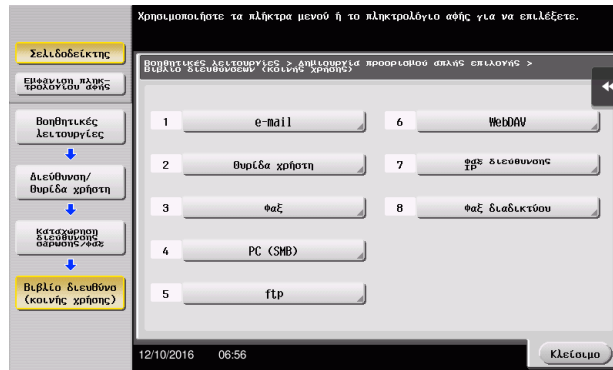 Χρησιμοποιήστε τα πλήκτρα μενού ή το πληκτρολόγιο αφής για να επιλέξετε.
Σελιδοδείκτης
Εμφάνιση πληκ-
τρολογίου αφής
Βοηθητικές
λειτουργίες
Διεύθυνση/
Θυρίδα χρήστη
Καταχώρηση
διεύθυνσης
σάρωσης/φαξ
Βιβλίο διευθύνσ
(κοινής χρήσης)
Βοηθητικές λειτουργίες > Δημιουργία προορισμού απλής επιλογής >
Βιβλίο διευθύνσεων (κοινής χρήσης)
1 e-mail
2 Θυρίδα χρήστη
3 Φαξ
4 PC (SMB)
5 ftp
6 WebDAV
7 Φαξ διεύθυνσης
IP
8 Φαξ διαδικτύου
12/10/2016 06:56
Κλείσιμο